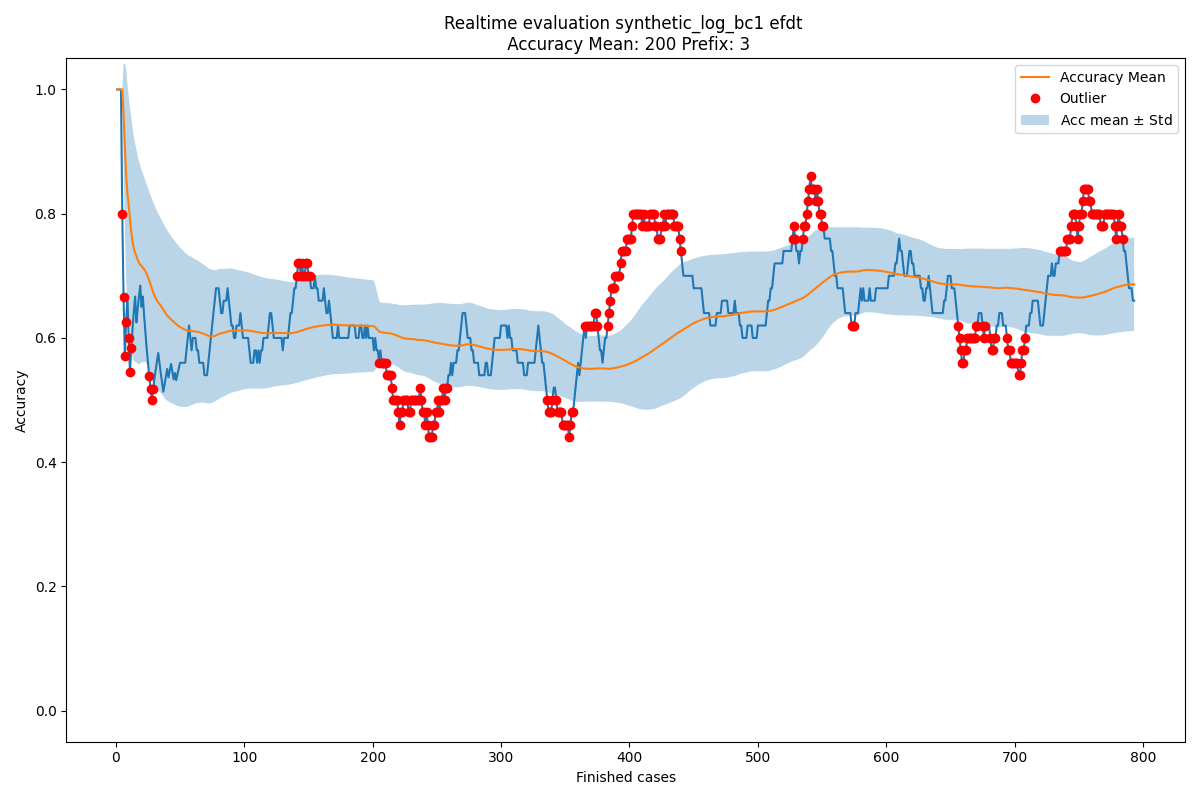 Realtime evaluation synthetic_log_bc1 efdt
Accuracy Mean: 200 Prefix: 3
Accuracy Mean
Outlier
Acc mean ± Std
Accuracy
1.0
0.8
0.6
0.4
0.2
0.0
0 100 200 300 400 500 600 700 800
Finished cases